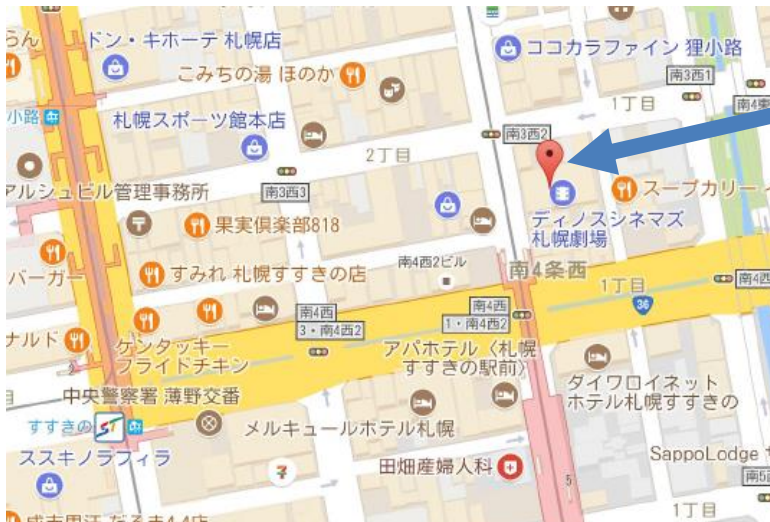 らん
ドン・キホーテ 札幌店
ココカラファイン 狸小路
こみちの湯 ほのか
南3西1
1丁目
小路
札幌スポーツ館本店
南3西2
2丁目
アルシュビル管理事務所
南3西3
スープカリー
果実倶楽部818
ディノスシネマズ
札幌劇場
バーガー
すみれ 札幌すすきの店
南4西2ビル
南4条西
1丁目
36
南4西
3・南4西2
南4西
1・南4西2
ナルド
ケンタッキー
フライドチキン
アパホテル〈札幌
すすきの駅前〉
ダイワロイネット
ホテル札幌すすきの
中央警察署 薄野交番
すすきの
ST
メルキュールホテル札幌
7
ススキノラフィラ
田畑産婦人科
SappoLodge
5
1丁目